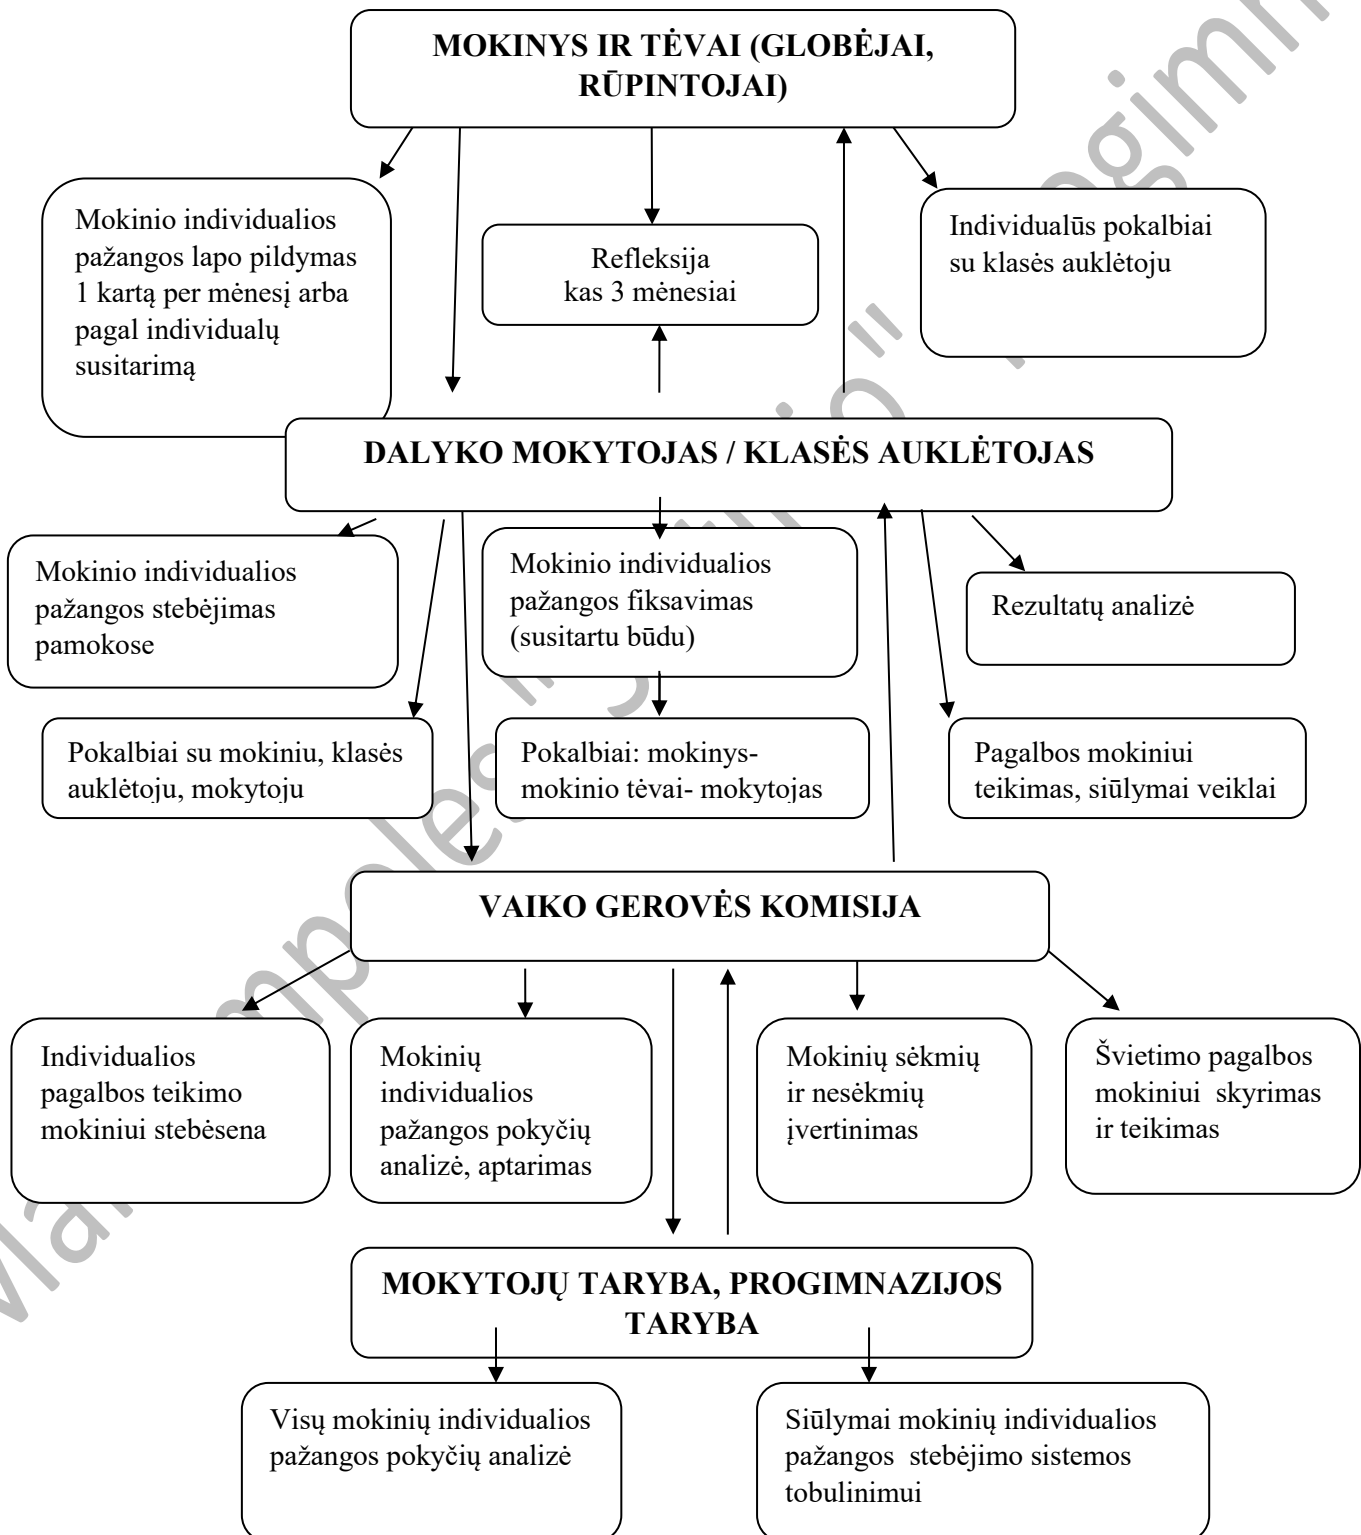 MOKINYS IR TĖVAI (GLOBĖJAI,
RŪPINTOJAI)
Mokinio individualios
pažangos lapo pildymas
1 kartą per mėnesį arba
pagal individualų
susitarimą
Refleksija
kas 3 mėnesiai
Individualūs pokalbiai
su klasės auklėtoju
DALYKO MOKYTOJAS / KLASĖS AUKLĖTOJAS
Mokinio individualios
pažangos stebėjimas
pamokose
Mokinio individualios
pažangos fiksavimas
(susitartu būdu)
Rezultatų analizė
Pokalbiai su mokiniu, klasės
auklėtoju, mokytoju
Pokalbiai: mokinys-
mokinio tėvai- mokytojas
Pagalbos mokiniui
teikimas, siūlymai veiklai
VAIKO GEROVĖS KOMISIJA
Individualios
pagalbos teikimo
mokiniui stebėsena
Mokinių
individualios
pažangos pokyčių
analizė, aptarimas
Mokinių sėkmių
ir nesėkmių
įvertinimas
Švietimo pagalbos
mokiniui  skyrimas
ir teikimas
MOKYTOJŲ TARYBA, PROGIMNAZIJOS
TARYBA
Visų mokinių individualios
pažangos pokyčių analizė
Siūlymai mokinių individualios
pažangos  stebėjimo sistemos
tobulinimui